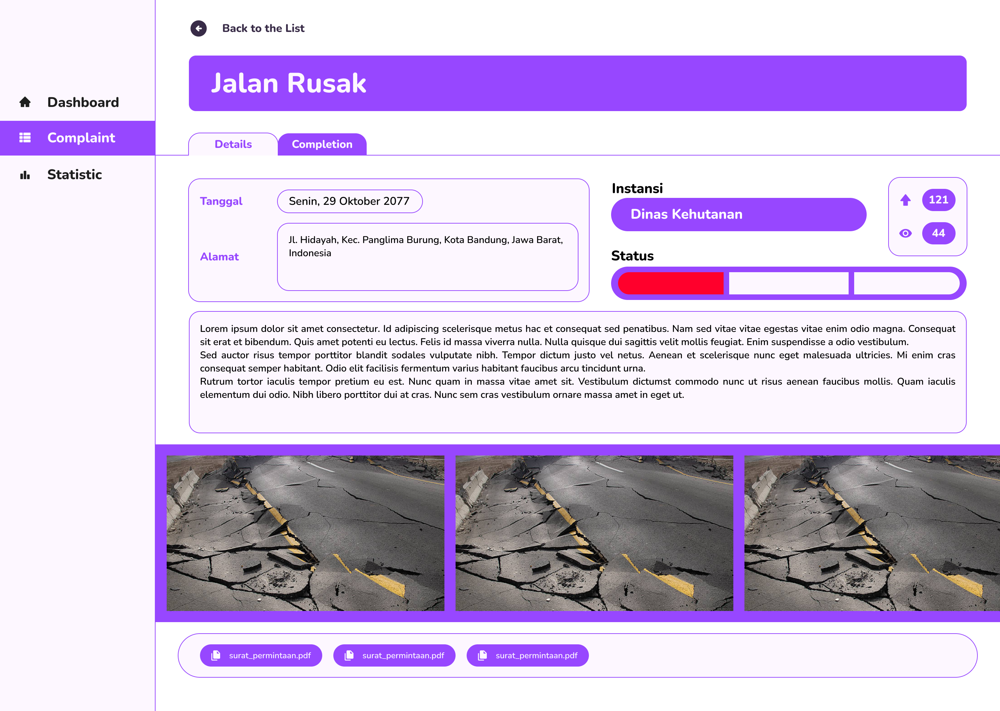 Back to the List
Jalan Rusak
Dashboard
Complaint
Statistic
Details
Completion
Tanggal
Senin, 29 Oktober 2077
Alamat
Jl. Hidayah, Kec. Panglima Burung, Kota Bandung, Jawa Barat,
Indonesia
Instansi
Dinas Kehutanan
121
44
Status
Lorem ipsum dolor sit amet consectetur. Id adipiscing scelerisque metus hac et consequat sed penatibus. Nam sed vitae vitae egestas vitae enim odio magna. Consequat
sit erat et bibendum. Quis amet potenti eu lectus. Felis id massa viverra nulla. Nulla quisque dui sagittis velit mollis feugiat. Enim suspendisse a odio vestibulum.
Sed auctor risus tempor porttitor blandit sodales vulputate nibh. Tempor dictum justo vel netus. Aenean et scelerisque nunc eget malesuada ultricies. Mi enim cras
consequat semper habitant. Odio elit facilisis fermentum varius habitant faucibus arcu tincidunt urna.
Rutrum tortor iaculis tempor pretium eu est. Nunc quam in massa vitae amet sit. Vestibulum dictumst commodo nunc ut risus aenean faucibus mollis. Quam iaculis
elementum dui odio. Nibh libero porttitor dui at cras. Nunc sem cras vestibulum ornare massa amet in eget ut.
surat_permintaan.pdf
surat_permintaan.pdf
surat_permintaan.pdf